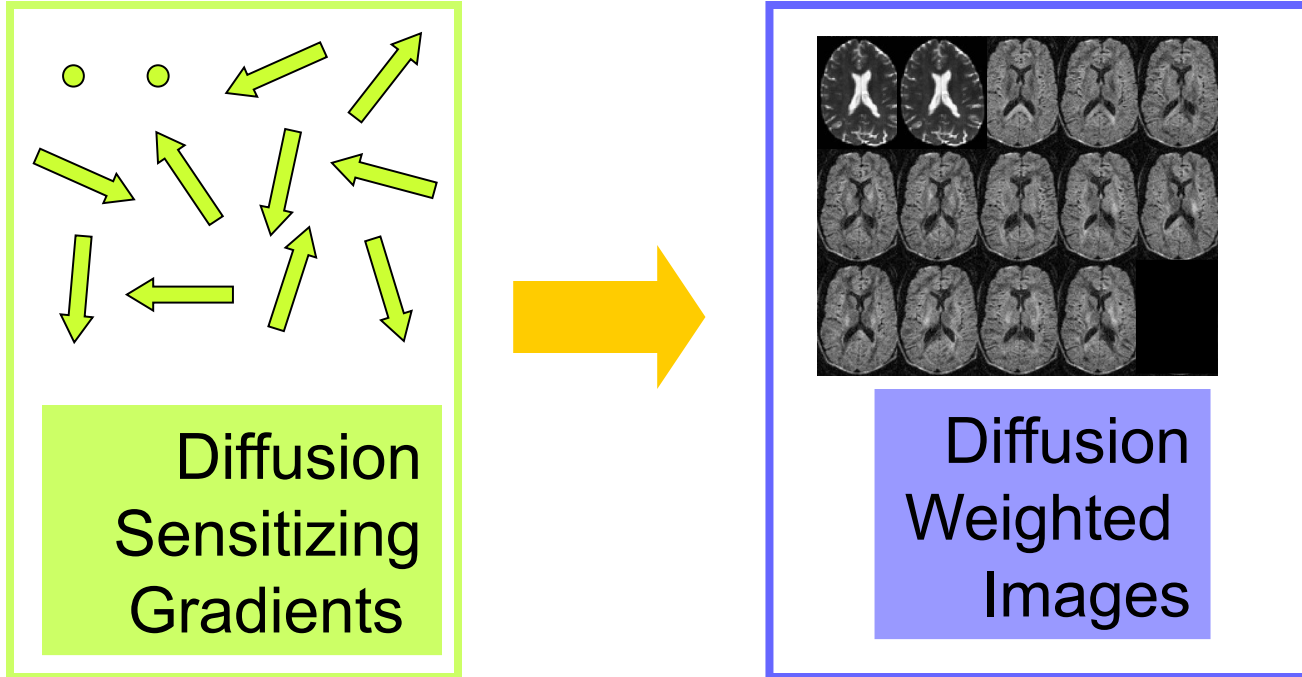 Diffusion
Sensitizing
Gradients
Diffusion
Weighted
Images